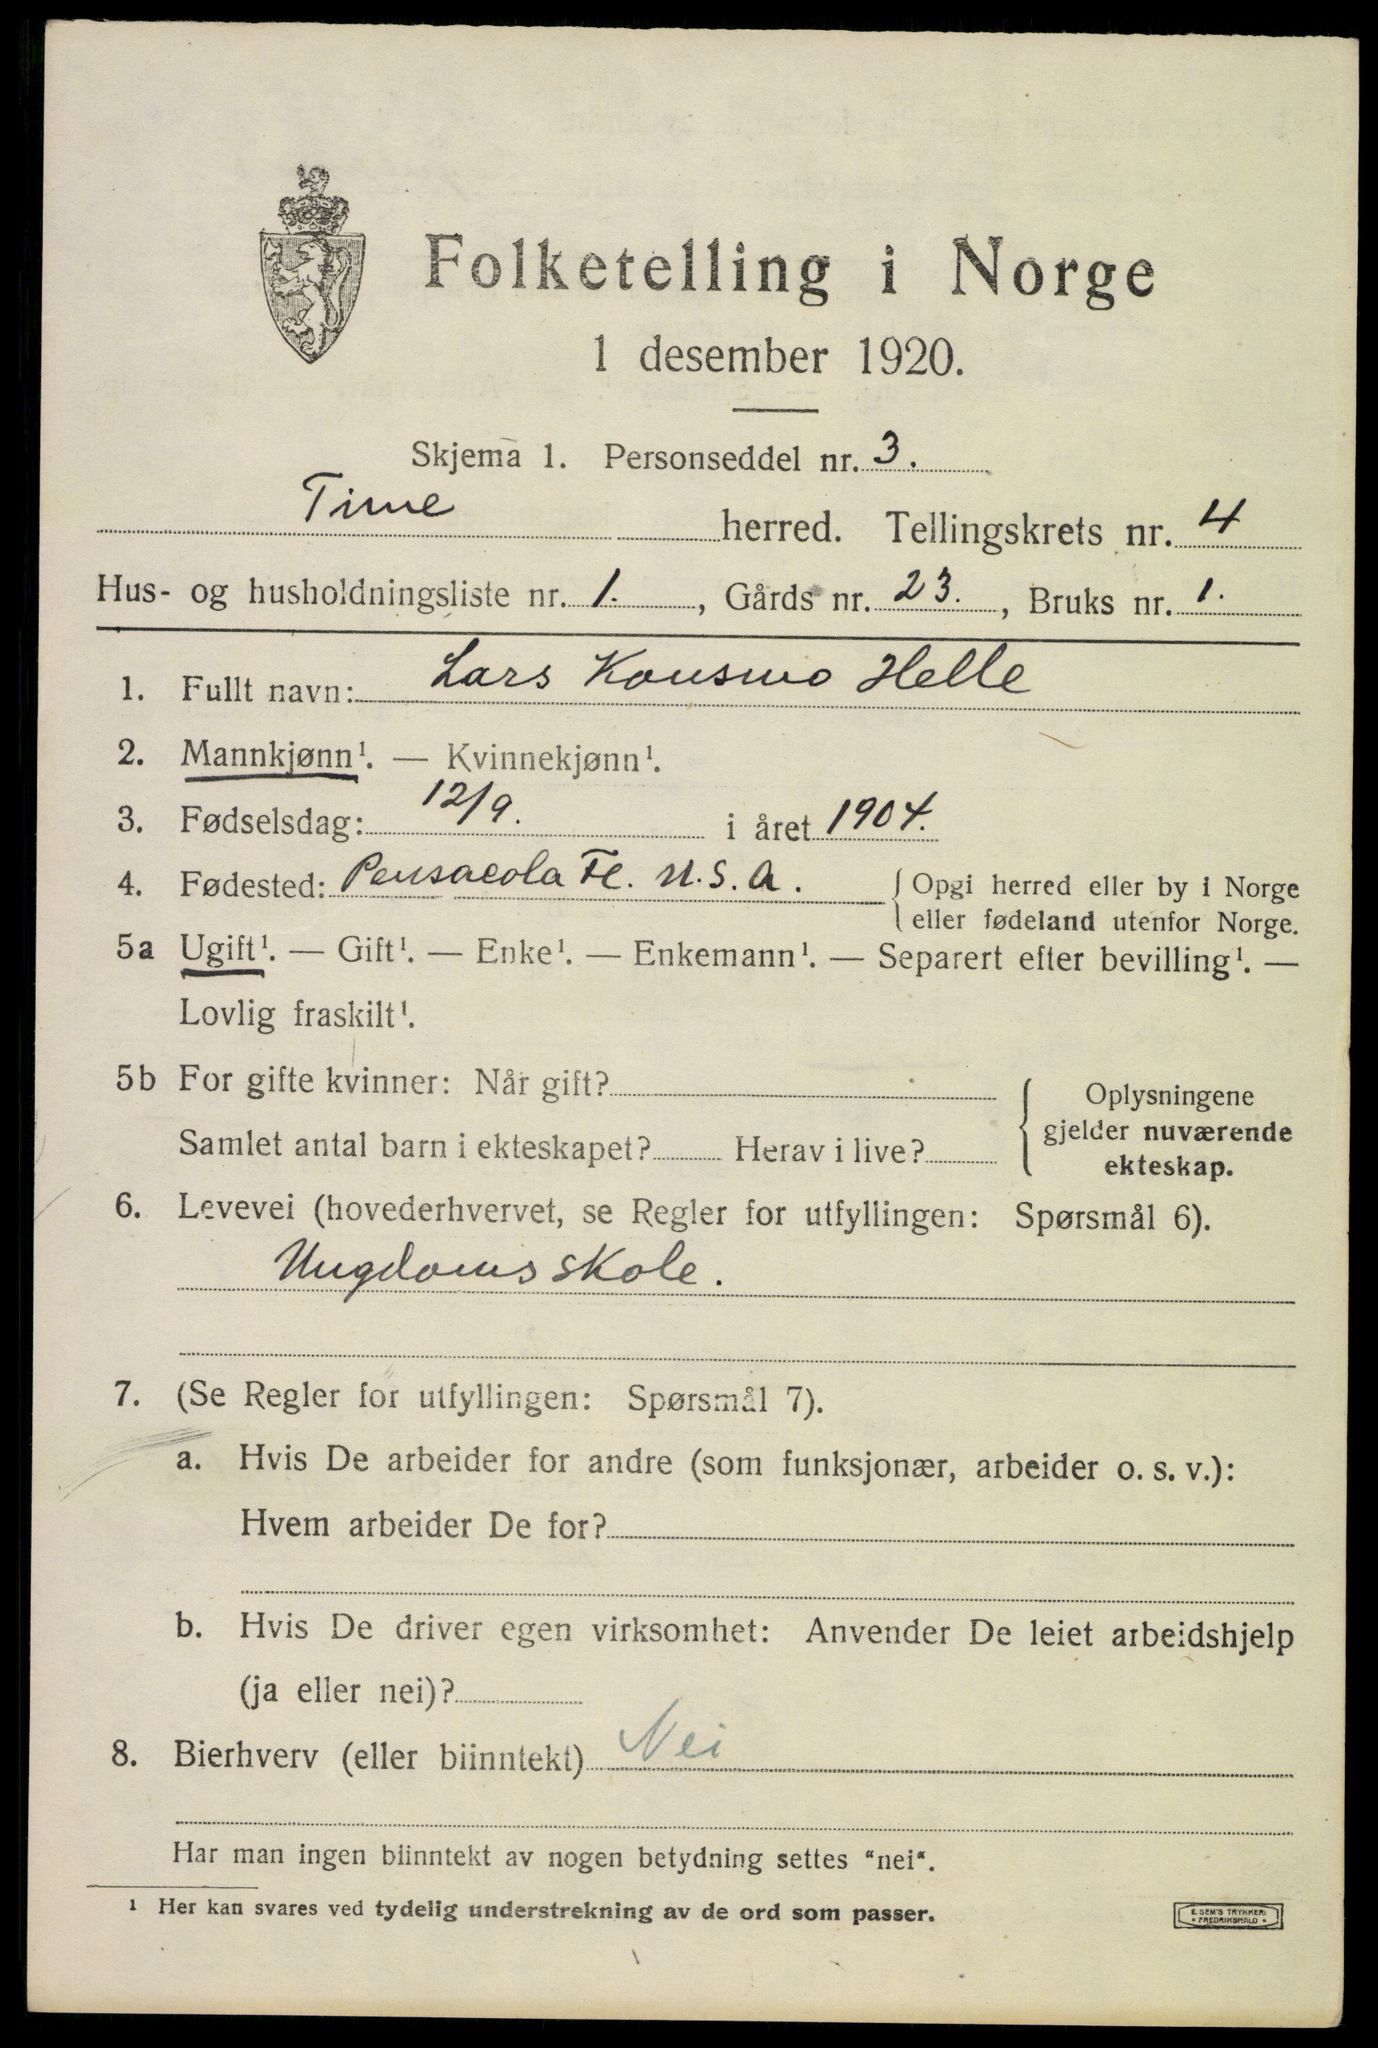 Folketelling i Norge
1 desember 1920.
Skjema 1. Personseddel nr. 3.
Time herred. Tellingskrets nr. 4
Hus- og husholdningsliste nr. 1., Gårds nr. 23., Bruks nr. 1.
1. Fullt navn: Lars Konsmo Helle
2. Mannkjønn¹. — Kvinnekjønn¹.
3. Fødselsdag: 12/9. i året 1904.
4. Fødested: Pensacola Fl. U.S.A. { Opgi herred eller by i Norge
eller fødeland utenfor Norge.
5a Ugift¹. — Gift¹. — Enke¹. — Enkemann¹. — Separert efter bevilling¹. —
Lovlig fraskilt¹.
5b For gifte kvinner: Når gift? { Oplysningene
gjelder nuværende
Samlet antal barn i ekteskapet? Herav i live?
ekteskap.
6. Levevei (hovederhvervet, se Regler for utfyllingen: Spørsmål 6).
Ungdomsskole.
7. (Se Regler for utfyllingen: Spørsmål 7).
a. Hvis De arbeider for andre (som funksjonær, arbeider o. s. v.):
Hvem arbeider De for?
b. Hvis De driver egen virksomhet: Anvender De leiet arbeidshjelp
(ja eller nei)?
8. Bierhverv (eller biinntekt) Nei
Har man ingen biinntekt av nogen betydning settes “nei“.
¹ Her kan svares ved tydelig understrekning av de ord som passer.
E. SEM'S TRYKKERI
• FREDRIKSHALD •